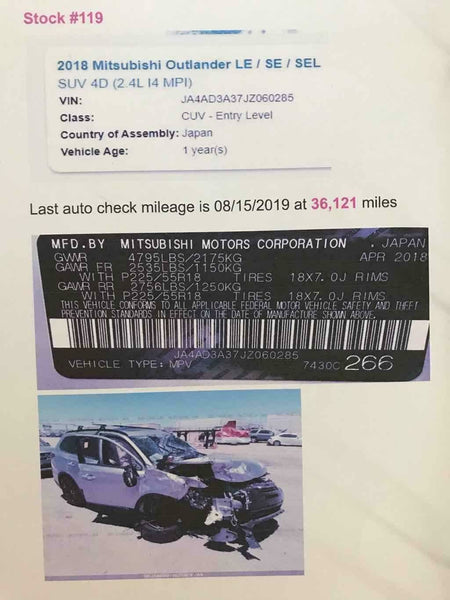 Stock #119
2018 Mitsubishi Outlander LE / SE / SEL
SUV 4D (2.4L I4 MPI)
VIN: JA4AD3A37JZ060285
Class: CUV - Entry Level
Country of Assembly: Japan
Vehicle Age: 1 year(s)
Last auto check mileage is 08/15/2019 at 36,121 miles
MFD.BY MITSUBISHI MOTORS CORPORATION . JAPAN
GVWR 4795LBS/2175KG APR 2018
GAWR FR 2535LBS/1150KG
WITH P225/55R18 TIRES 18X7.0J RIMS
GAWR RR 2756LBS/1250KG
WITH P225/55R18 TIRES 18X7.0J RIMS
THIS VEHICLE CONFORMS TO ALL APPLICABLE FEDERAL MOTOR VEHICLE SAFETY AND THEFT
PREVENTION STANDARDS IN EFFECT ON THE DATE OF MANUFACTURE SHOWN ABOVE.
JA4AD3A37JZ060285
VEHICLE TYPE: MPV 7430C 266